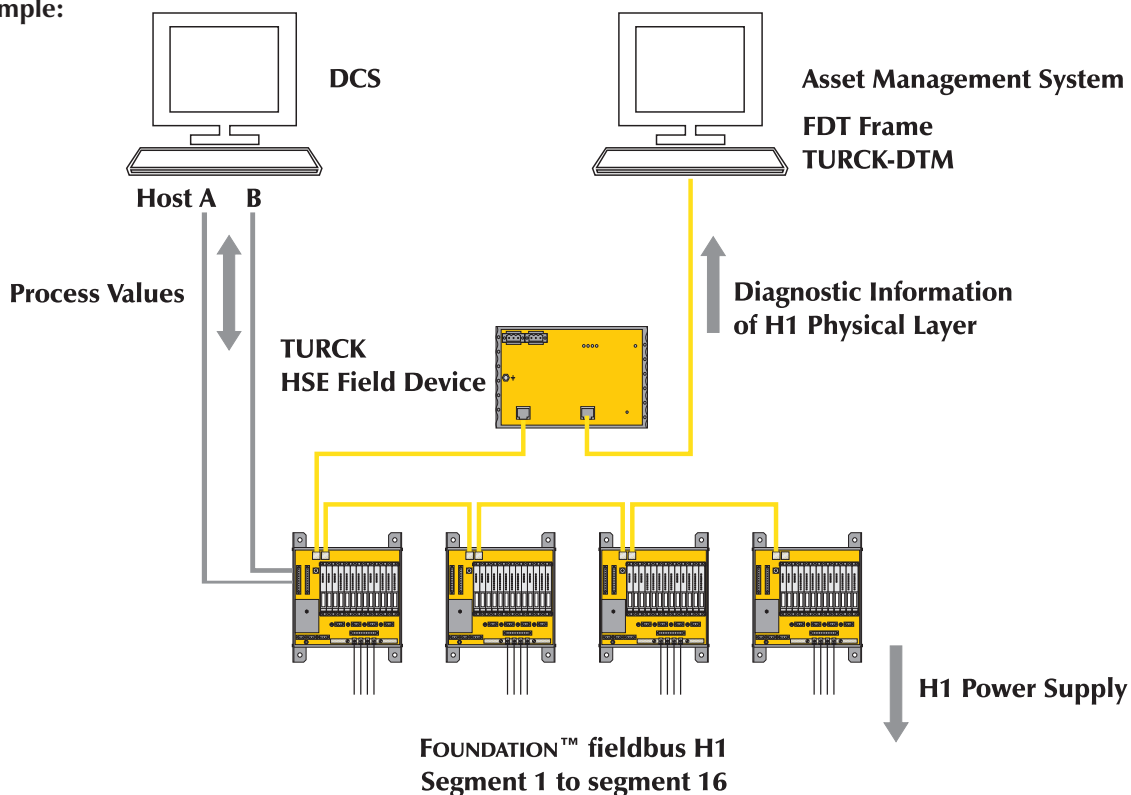 mple:
DCS
Asset Management System
FDT Frame
TURCK-DTM
Host A B
Process Values
Diagnostic Information
of H1 Physical Layer
TURCK
HSE Field Device
H1 Power Supply
FOUNDATION™ fieldbus H1
Segment 1 to segment 16